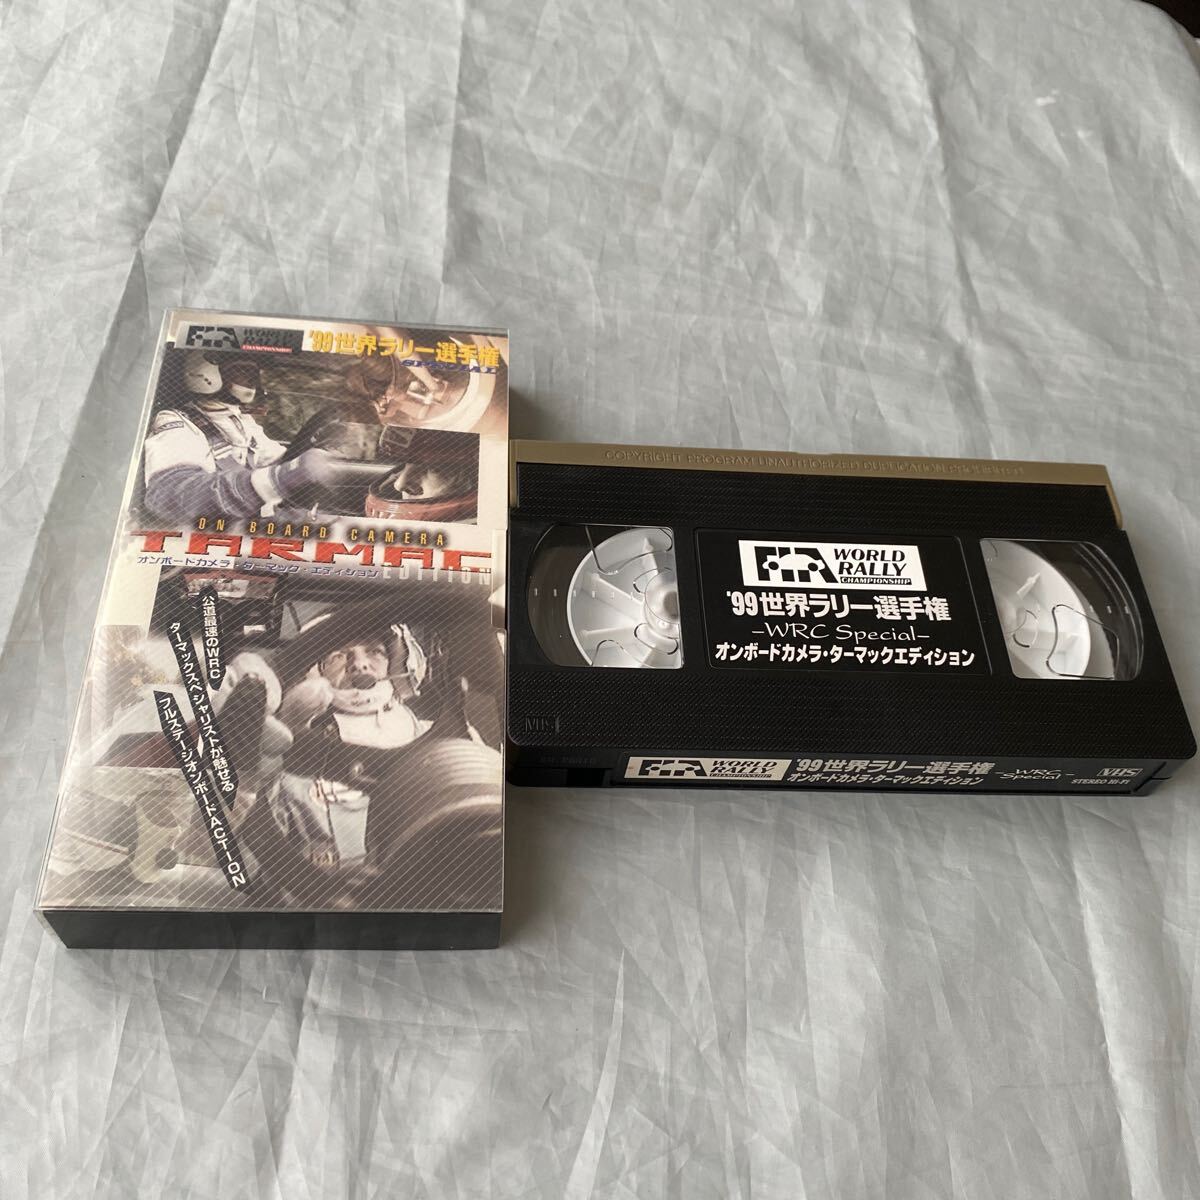 FIA WORLD
CHAMPIONSHIP
'99世界ラリー選手権
SPECIAL
ON BOARD CAMERA
TARMAC
オンボードカメラ・ターマック・エディション EDITION
公道最速のWRC
ターマックスペシャリストが魅せる
フルステージオンボードACTION
COPYRIGHT PROGRAM UNAUTHORIZED DUPLICATION PROHIBITED
FIA WORLD
RALLY
CHAMPIONSHIP
'99世界ラリー選手権
–WRC Special–
オンボードカメラ・ターマックエディション
VHS
FIA WORLD
RALLY
CHAMPIONSHIP
'99世界ラリー選手権
オンボードカメラ・ターマックエディション
–WRC Special–
VHS
STEREO Hi-Fi